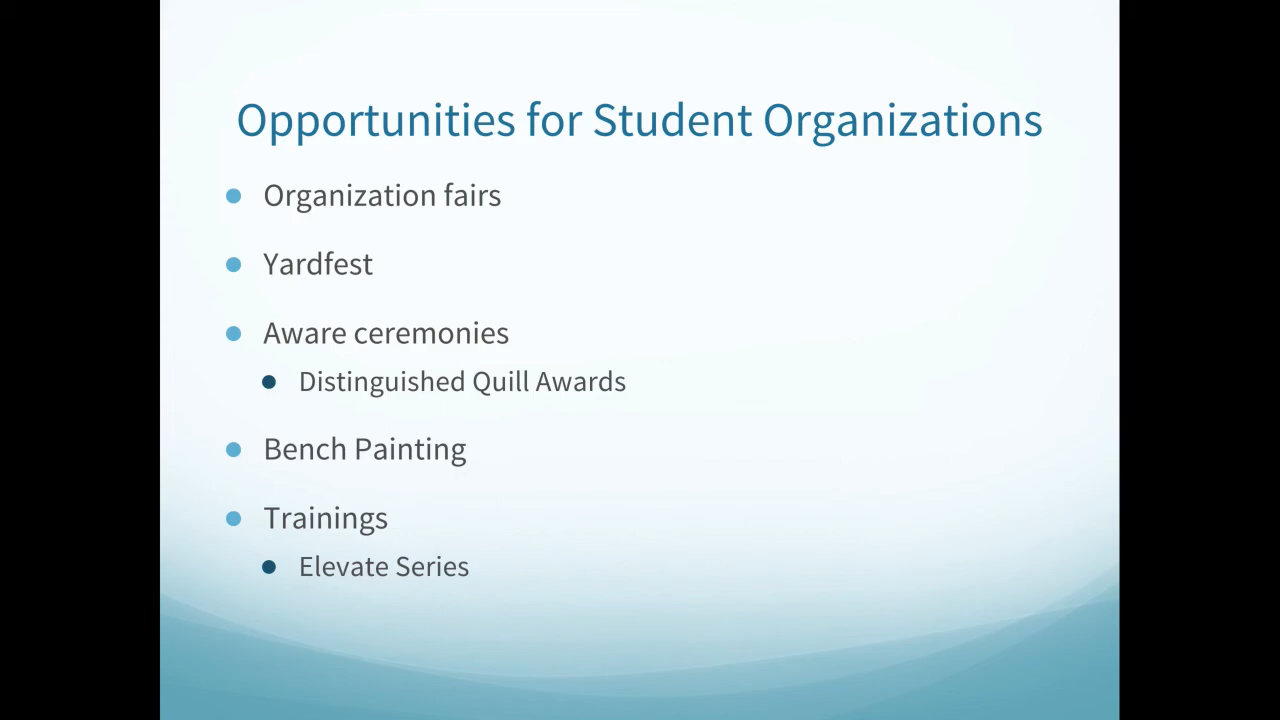 Opportunities for Student Organizations
Organization fairs
Yardfest
Aware ceremonies
Distinguished Quill Awards
Bench Painting
Trainings
Elevate Series